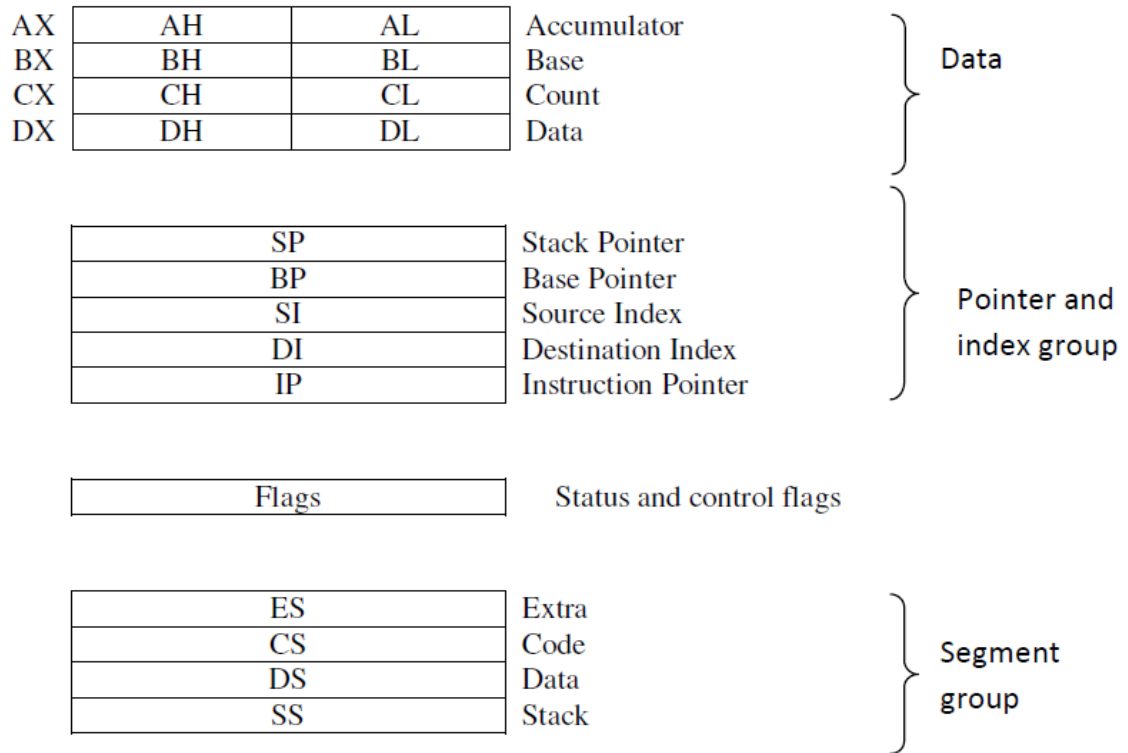 AX AH AL Accumulator
BX BH BL Base Data
CX CH CL Count
DX DH DL Data
SP Stack Pointer
BP Base Pointer
SI Source Index Pointer and
DI Destination Index index group
IP Instruction Pointer
Flags Status and control flags
ES Extra
CS Code
DS Data Segment
SS Stack group